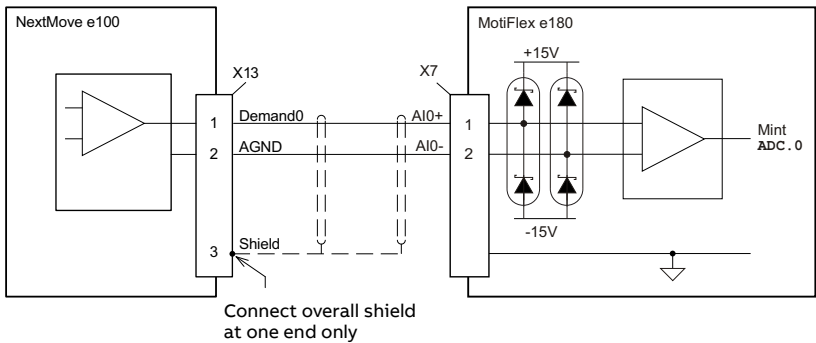 NextMove e100
MotiFlex e180
X13
X7
+15V
1
Demand0
AI0+
1
2
AGND
AI0-
2
Mint
ADC.0
-15V
3
Shield
Connect overall shield
at one end only